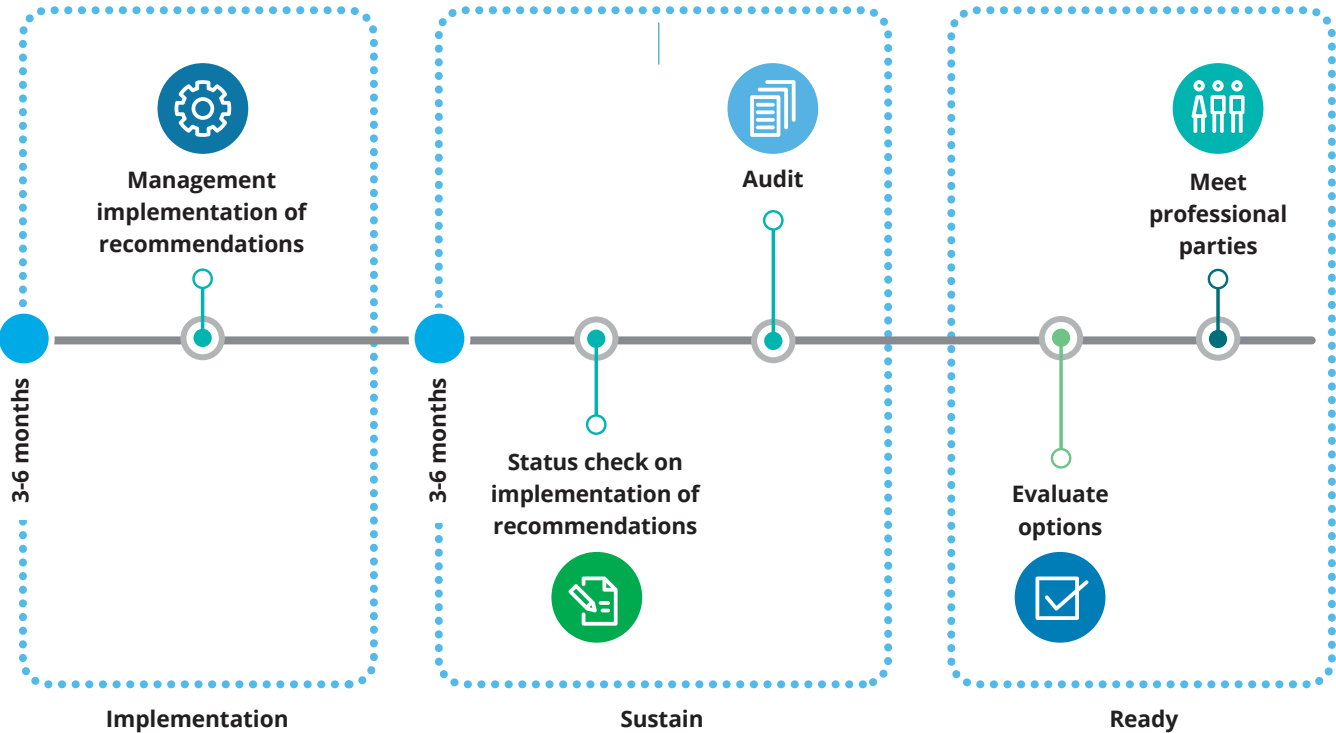 Management
implementation of
recommendations
3-6 months
Implementation
Audit
3-6 months
Status check on
implementation of
recommendations
Sustain
Meet
professional
parties
Evaluate
options
Ready